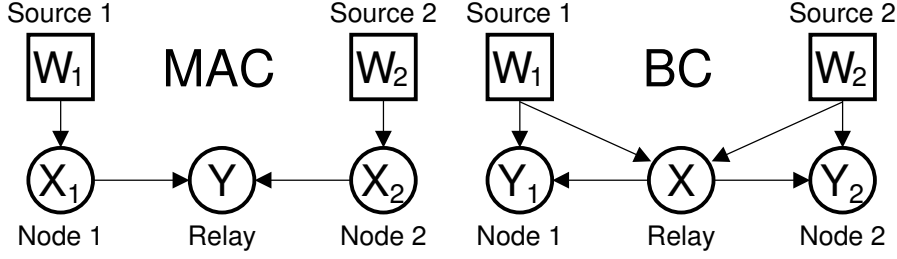 Source 1 Source 2 Source 1 Source 2
W1 MAC W2 W1 BC W2
X1 Y X2 Y1 X Y2
Node 1 Relay Node 2 Node 1 Relay Node 2